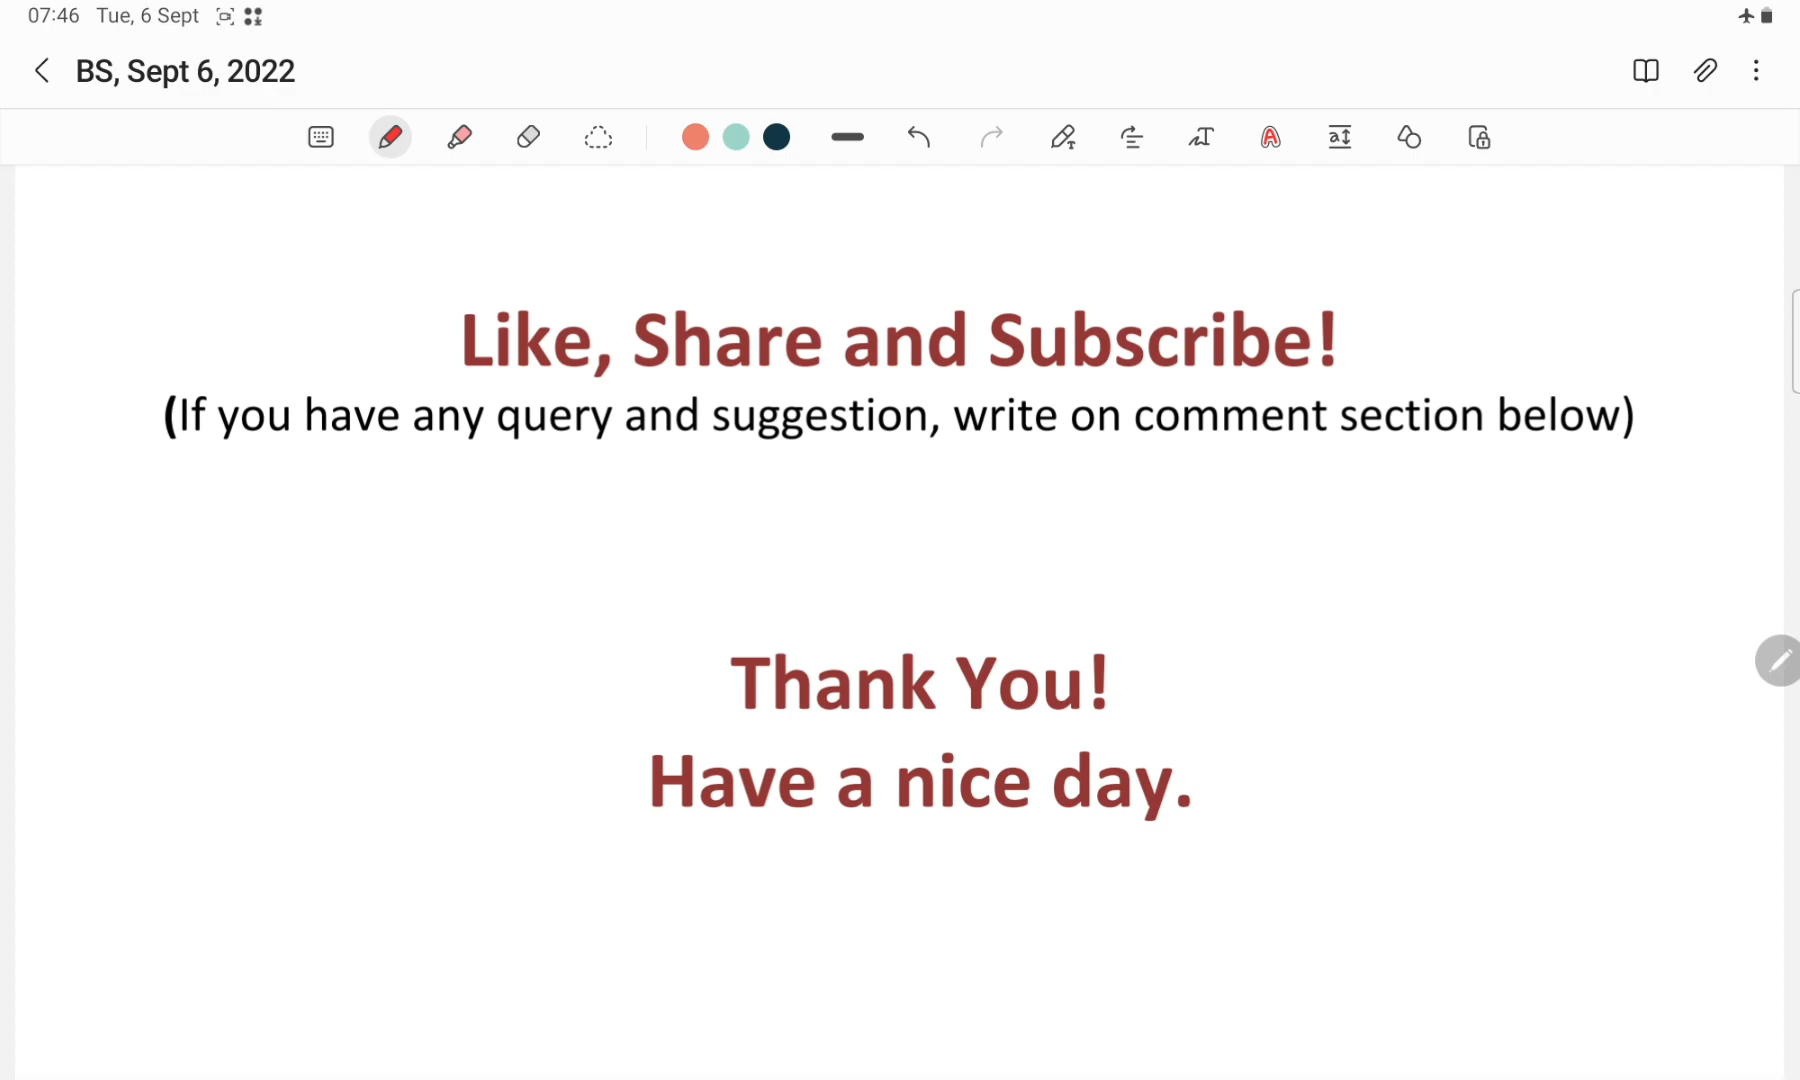 07:46 Tue, 6 Sept
BS, Sept 6, 2022
Like, Share and Subscribe!
(If you have any query and suggestion, write on comment section below)
Thank You!
Have a nice day.